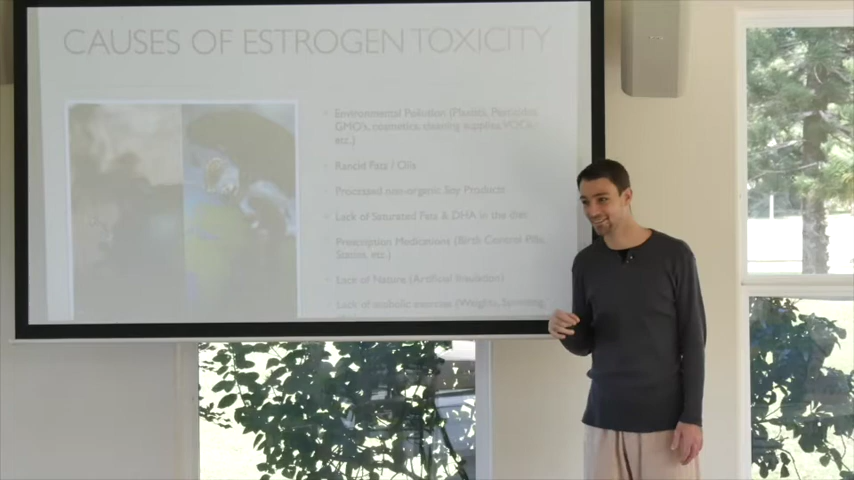 CAUSES OF ESTROGEN TOXICITY
Environmental Pollution (Plastics, Pesticides,
GMO's, cosmetics, cleaning supplies, VOC's
etc.)
Rancid Fats / Oils
Processed non-organic Soy Products
Lack of Saturated Fats & DHA in the diet
Prescription Medications (Birth Control Pills,
Statins, etc.)
Lack of Nature (Artificial
Lack of anabolic exercise (Weights, Sprinting,